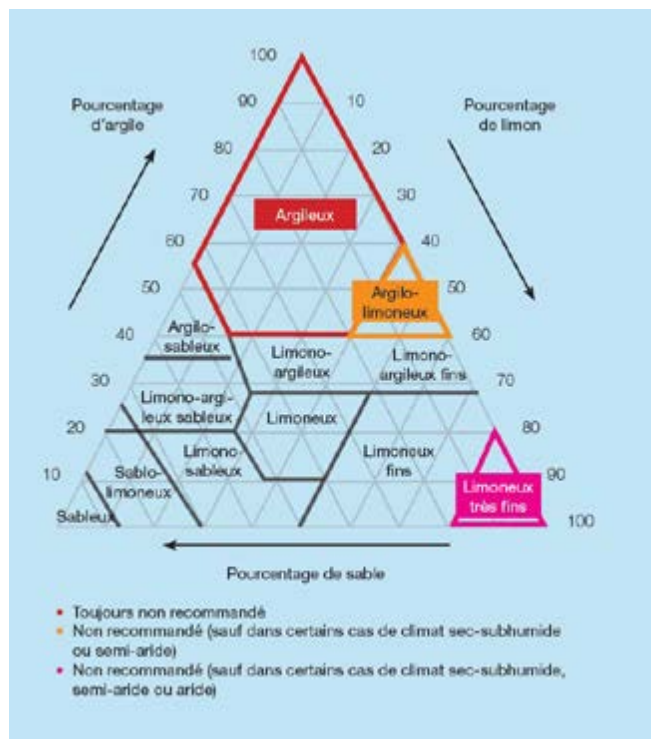 100
Pourcentage
d'argile
90
10
Pourcentage
de limon
80
20
70
30
Argileux
60
40
50
Argilo-
limoneux
50
40
Argilo-
sableux
Limono-
argileux
Limono-
argileux fins
60
30
Limono-argi-
leux sableux
Limoneux
70
20
Limono-
sableux
Limoneux
fins
80
10
Sablo-
limoneux
Limoneux
très fins
90
Sableux
100
Pourcentage de sable
• Toujours non recommandé
• Non recommandé (sauf dans certains cas de climat sec-subhumide
ou semi-aride)
• Non recommandé (sauf dans certains cas de climat sec-subhumide,
semi-aride ou aride)